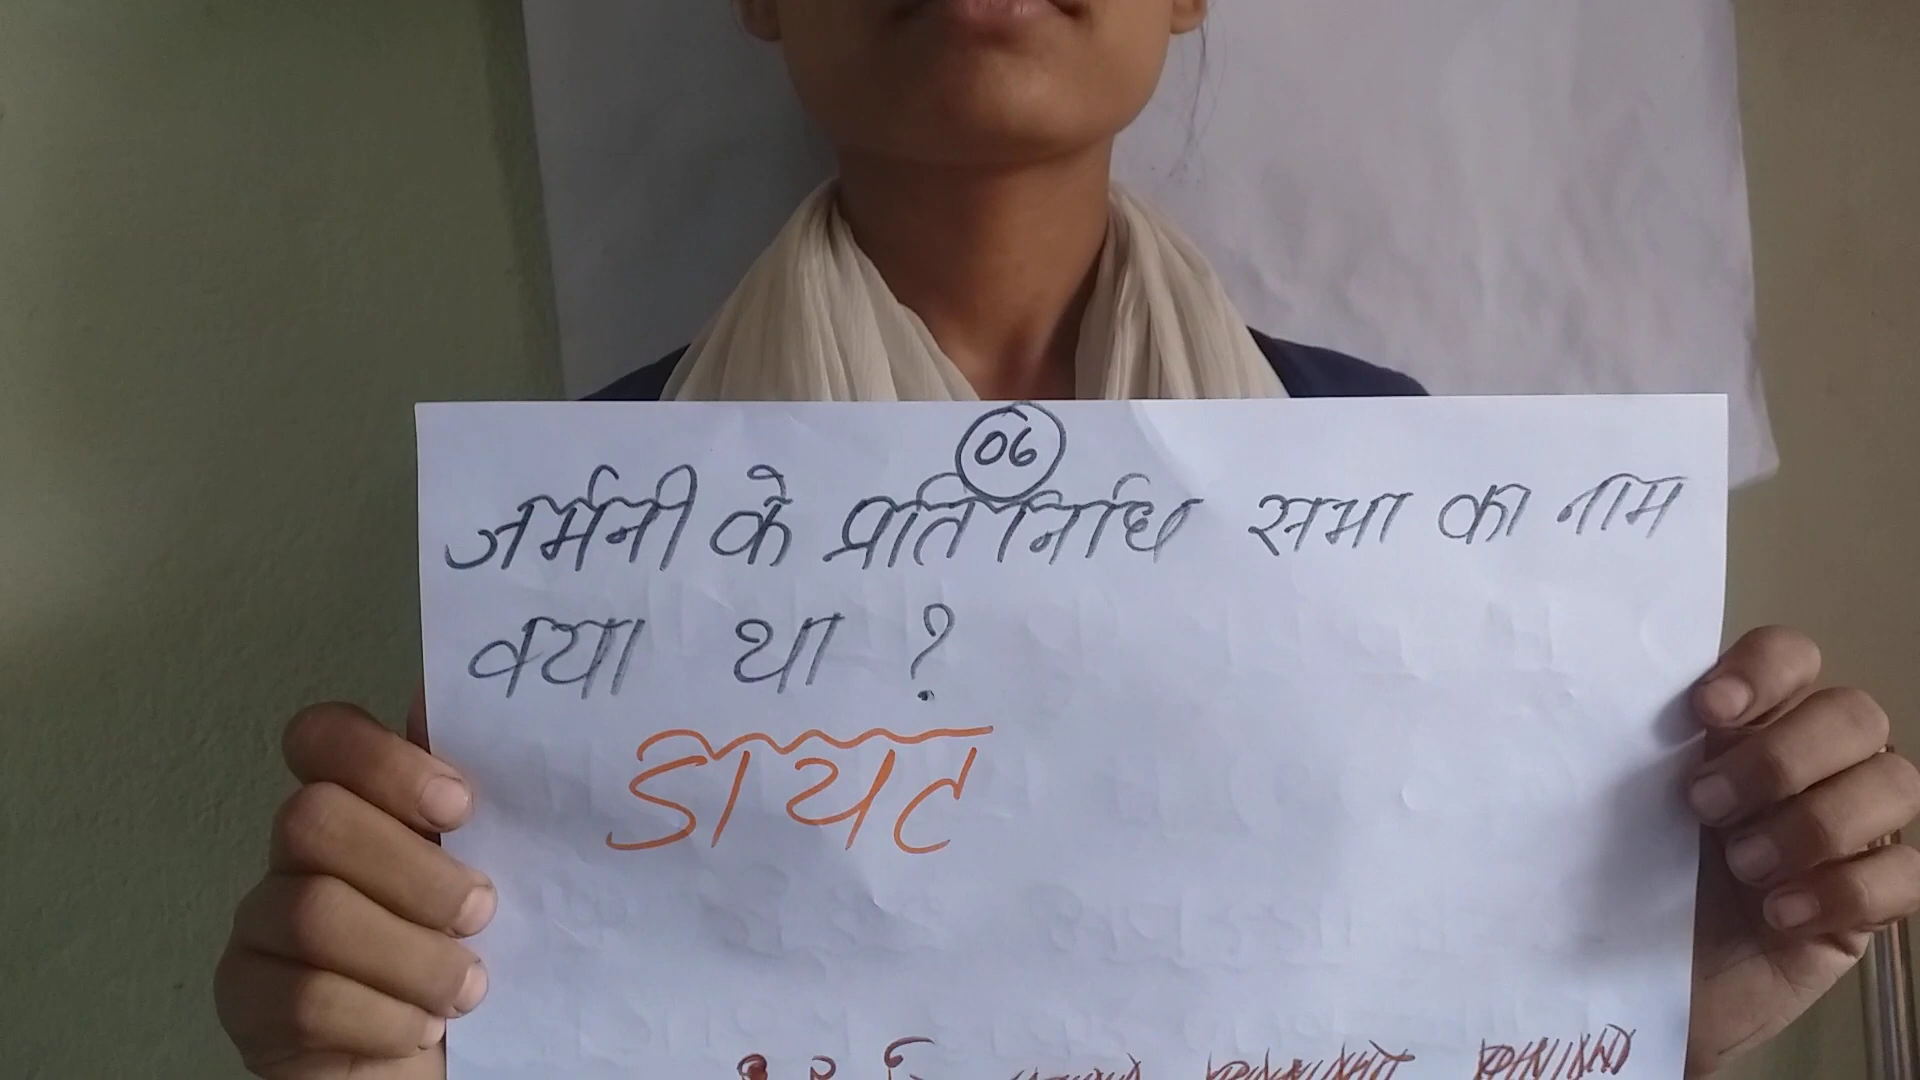 06
जर्मनी के प्रतिनिधि सभा का नाम
क्या था ?
डायट